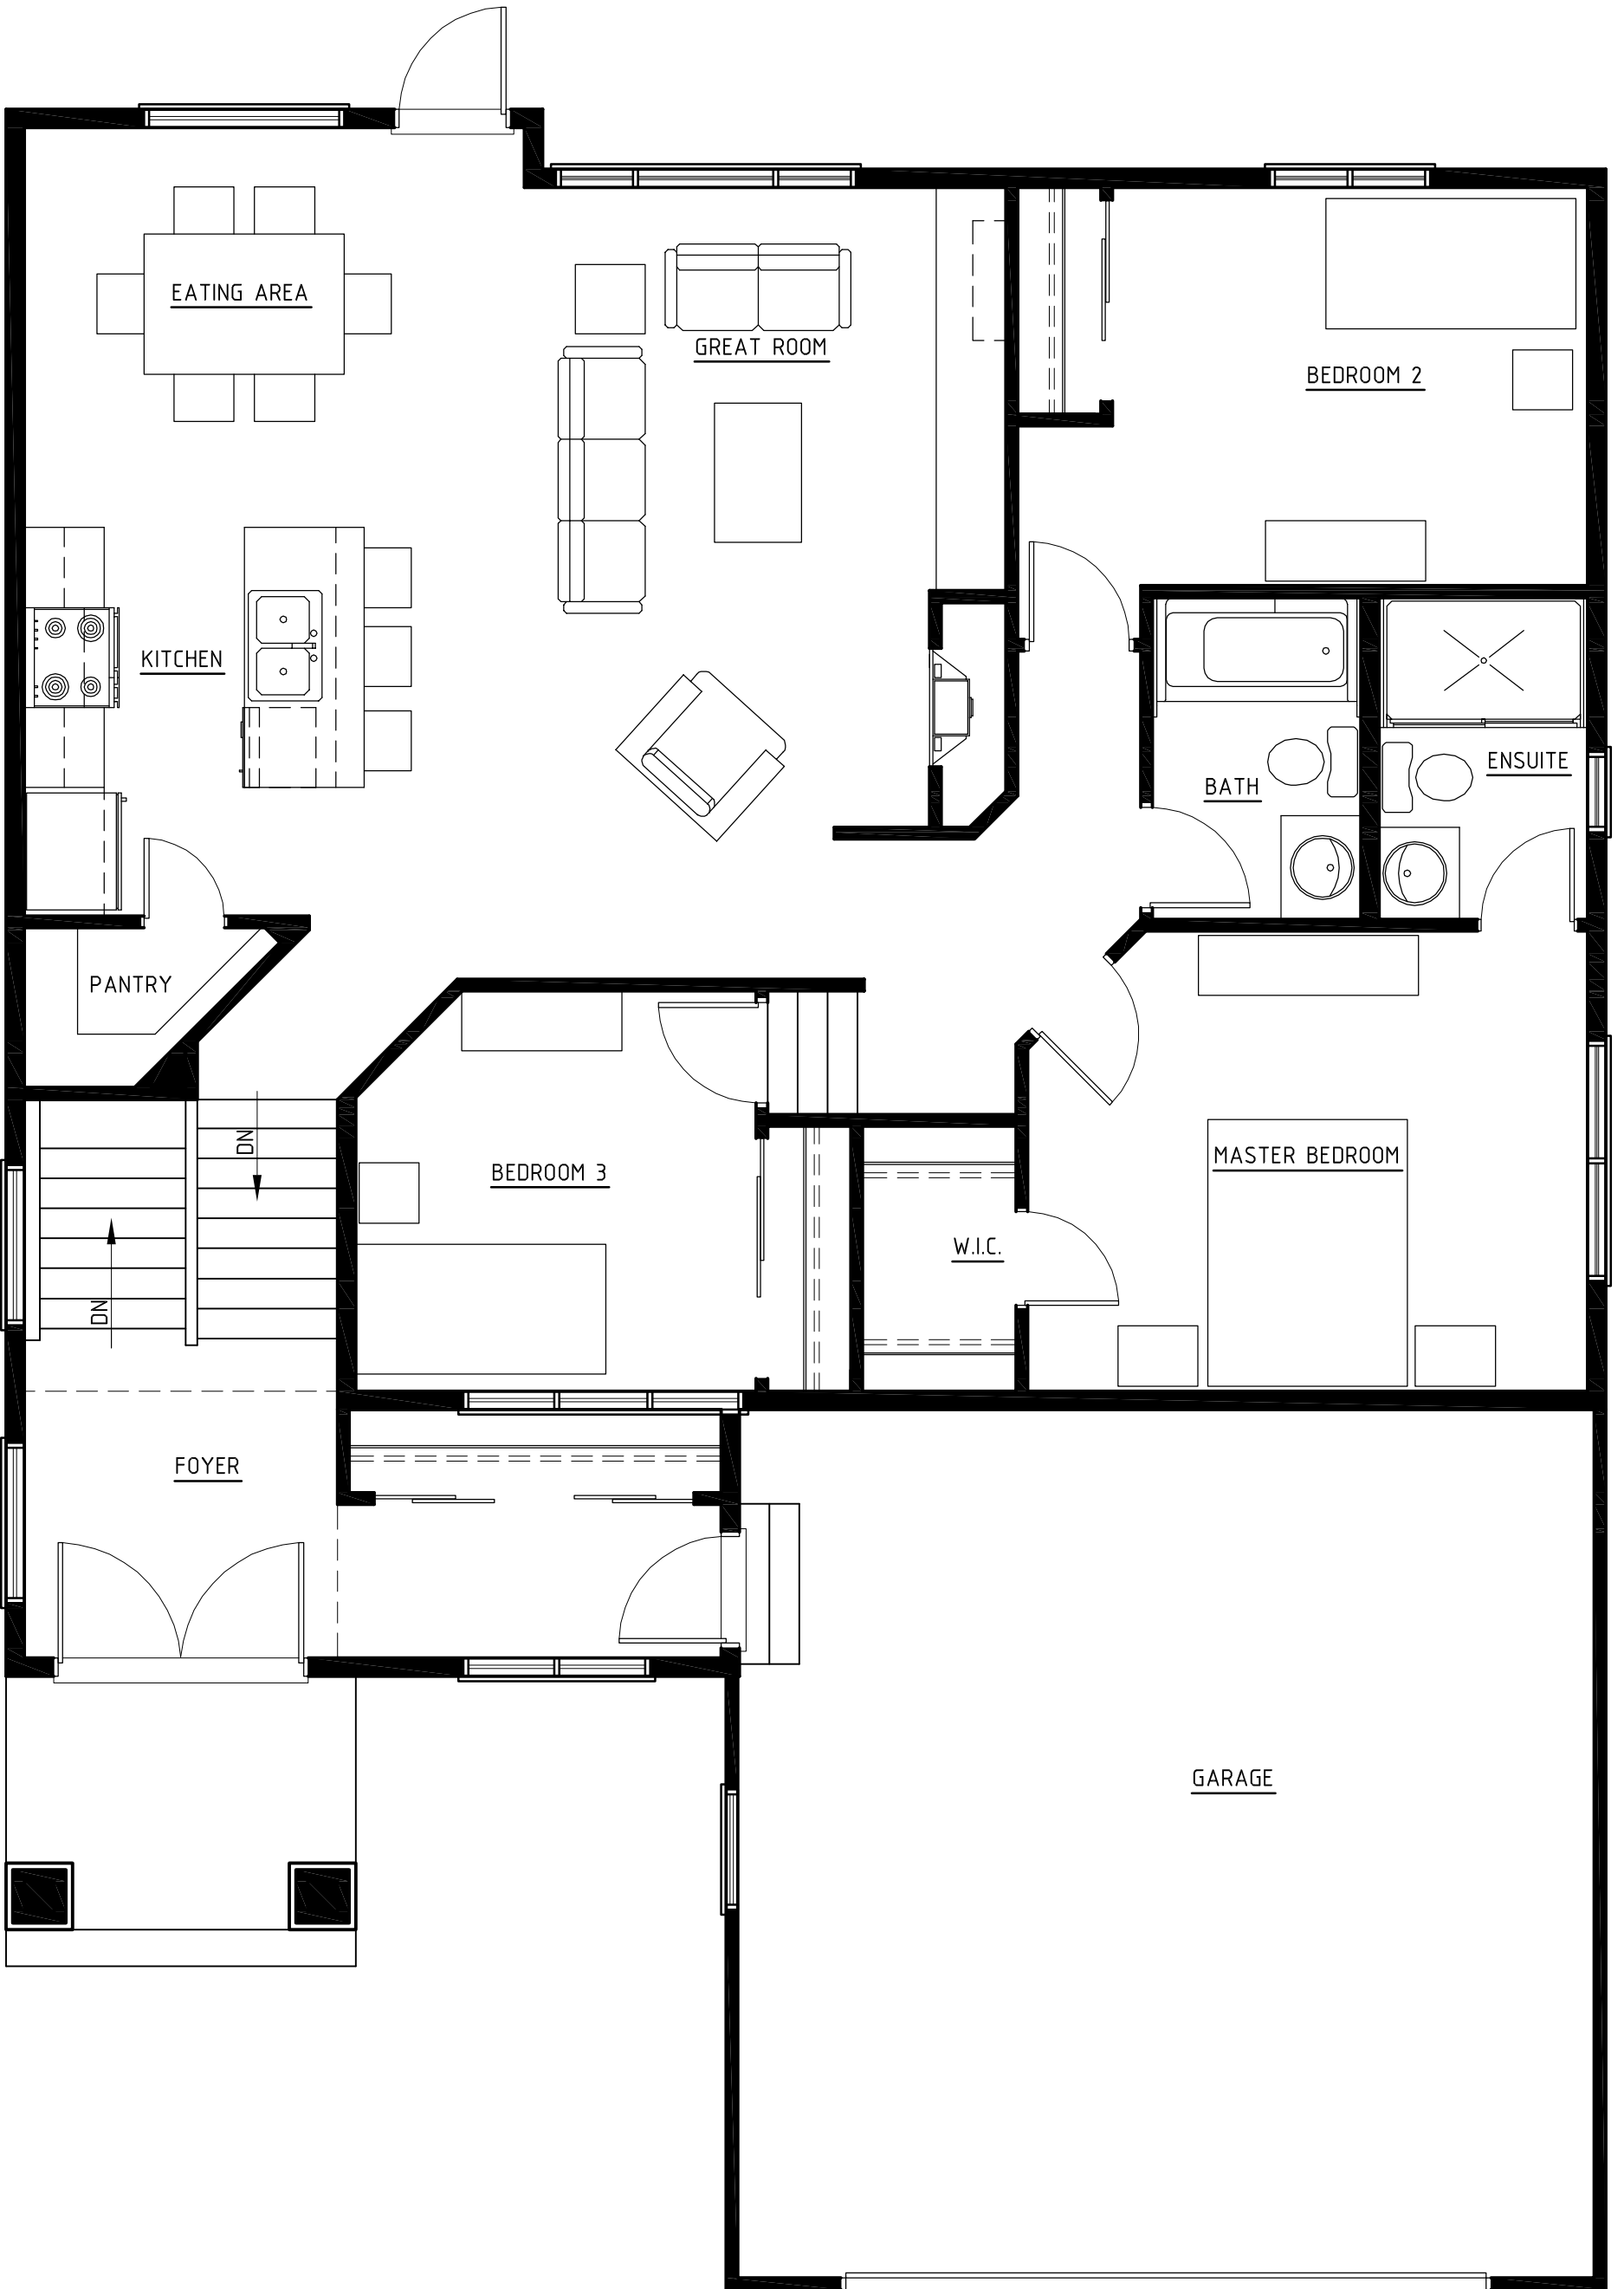 EATING AREA
GREAT ROOM
BEDROOM 2
KITCHEN
ENSUITE
BATH
PANTRY
DN
BEDROOM 3
MASTER BEDROOM
W.I.C.
DN
FOYER
GARAGE